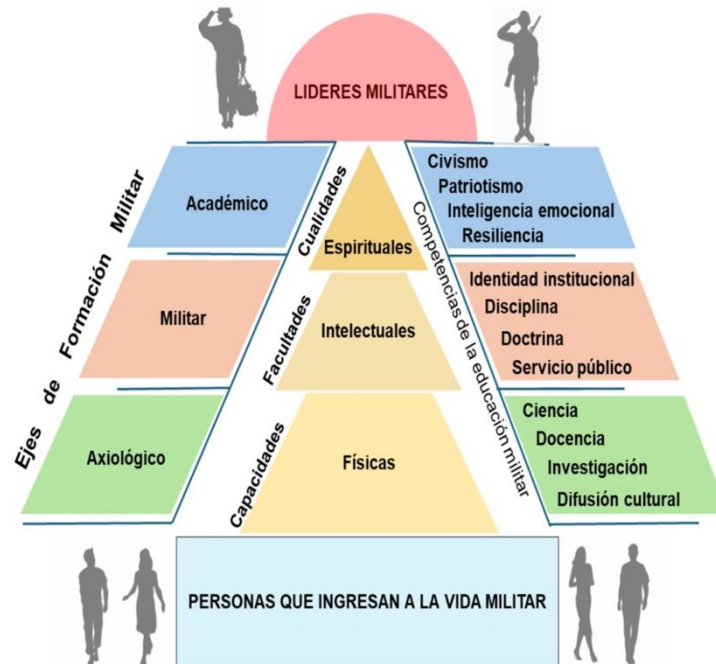 LIDERES MILITARES
Ejes de Formación Militar
Académico
Militar
Axiológico
Cualidades
Espirituales
Facultades
Intelectuales
Capacidades
Físicas
Competencias de la educación militar
Civismo
Patriotismo
Inteligencia emocional
Resiliencia
Identidad institucional
Disciplina
Doctrina
Servicio público
Ciencia
Docencia
Investigación
Difusión cultural
PERSONAS QUE INGRESAN A LA VIDA MILITAR